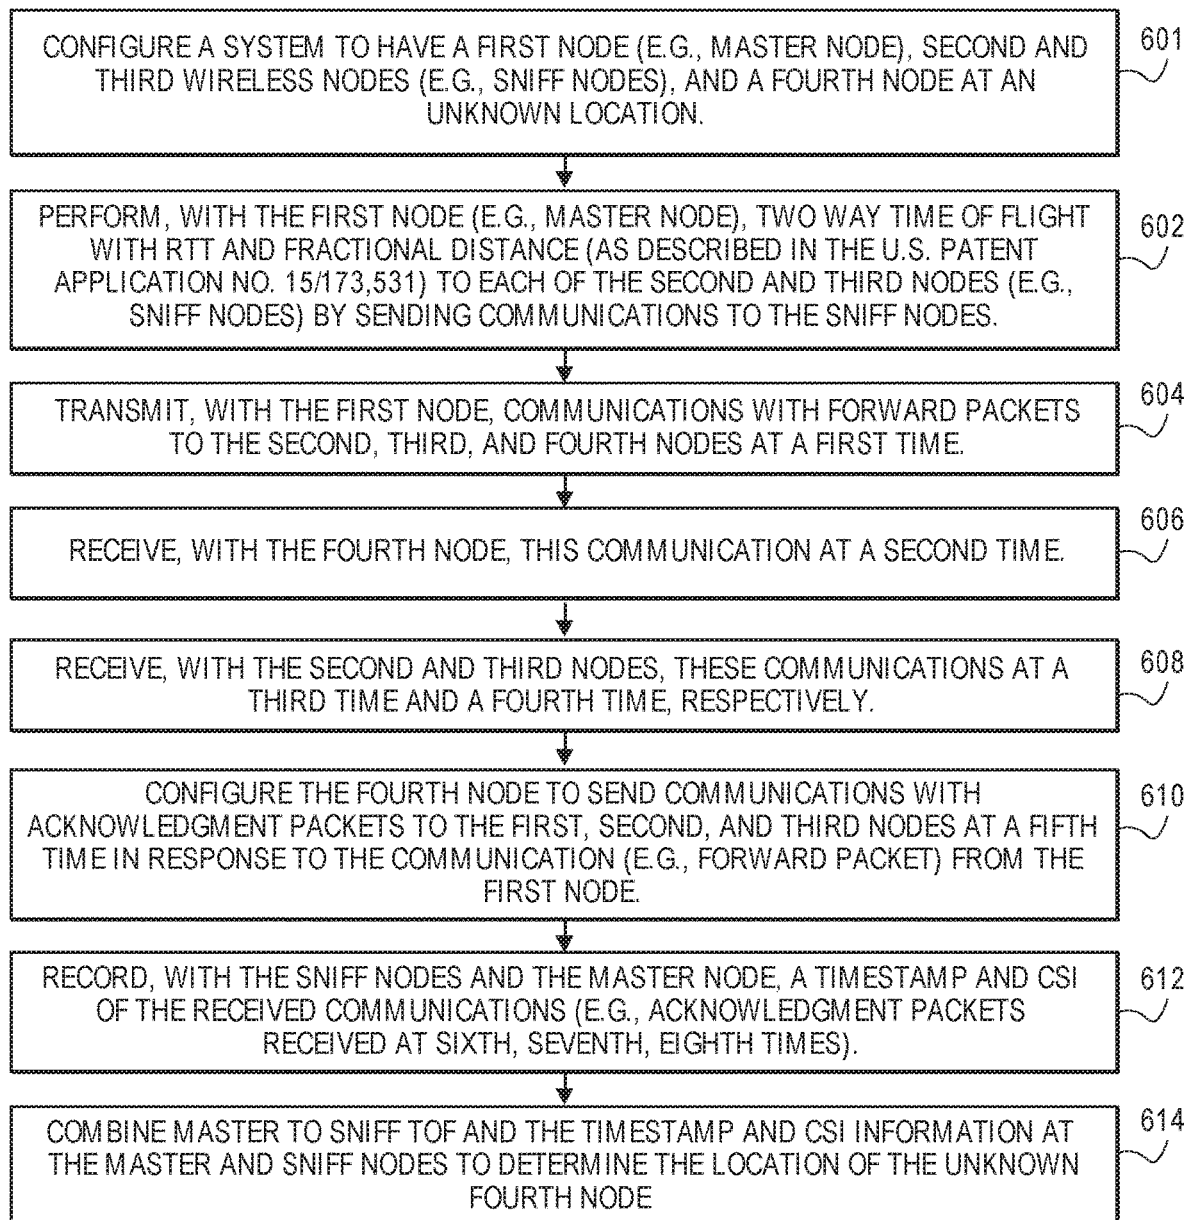 CONFIGURE A SYSTEM TO HAVE A FIRST NODE (E.G., MASTER NODE), SECOND AND
THIRD WIRELESS NODES (E.G., SNIFF NODES), AND A FOURTH NODE AT AN
UNKNOWN LOCATION.
601
PERFORM, WITH THE FIRST NODE (E.G., MASTER NODE), TWO WAY TIME OF FLIGHT
WITH RTT AND FRACTIONAL DISTANCE (AS DESCRIBED IN THE U.S. PATENT
APPLICATION NO. 15/173,531) TO EACH OF THE SECOND AND THIRD NODES (E.G.,
SNIFF NODES) BY SENDING COMMUNICATIONS TO THE SNIFF NODES.
602
TRANSMIT, WITH THE FIRST NODE, COMMUNICATIONS WITH FORWARD PACKETS
TO THE SECOND, THIRD, AND FOURTH NODES AT A FIRST TIME.
604
RECEIVE, WITH THE FOURTH NODE, THIS COMMUNICATION AT A SECOND TIME.
606
RECEIVE, WITH THE SECOND AND THIRD NODES, THESE COMMUNICATIONS AT A
THIRD TIME AND A FOURTH TIME, RESPECTIVELY.
608
CONFIGURE THE FOURTH NODE TO SEND COMMUNICATIONS WITH
ACKNOWLEDGMENT PACKETS TO THE FIRST, SECOND, AND THIRD NODES AT A FIFTH
TIME IN RESPONSE TO THE COMMUNICATION (E.G., FORWARD PACKET) FROM THE
FIRST NODE.
610
RECORD, WITH THE SNIFF NODES AND THE MASTER NODE, A TIMESTAMP AND CSI
OF THE RECEIVED COMMUNICATIONS (E.G., ACKNOWLEDGMENT PACKETS
RECEIVED AT SIXTH, SEVENTH, EIGHTH TIMES).
612
COMBINE MASTER TO SNIFF TOF AND THE TIMESTAMP AND CSI INFORMATION AT
THE MASTER AND SNIFF NODES TO DETERMINE THE LOCATION OF THE UNKNOWN
FOURTH NODE
614